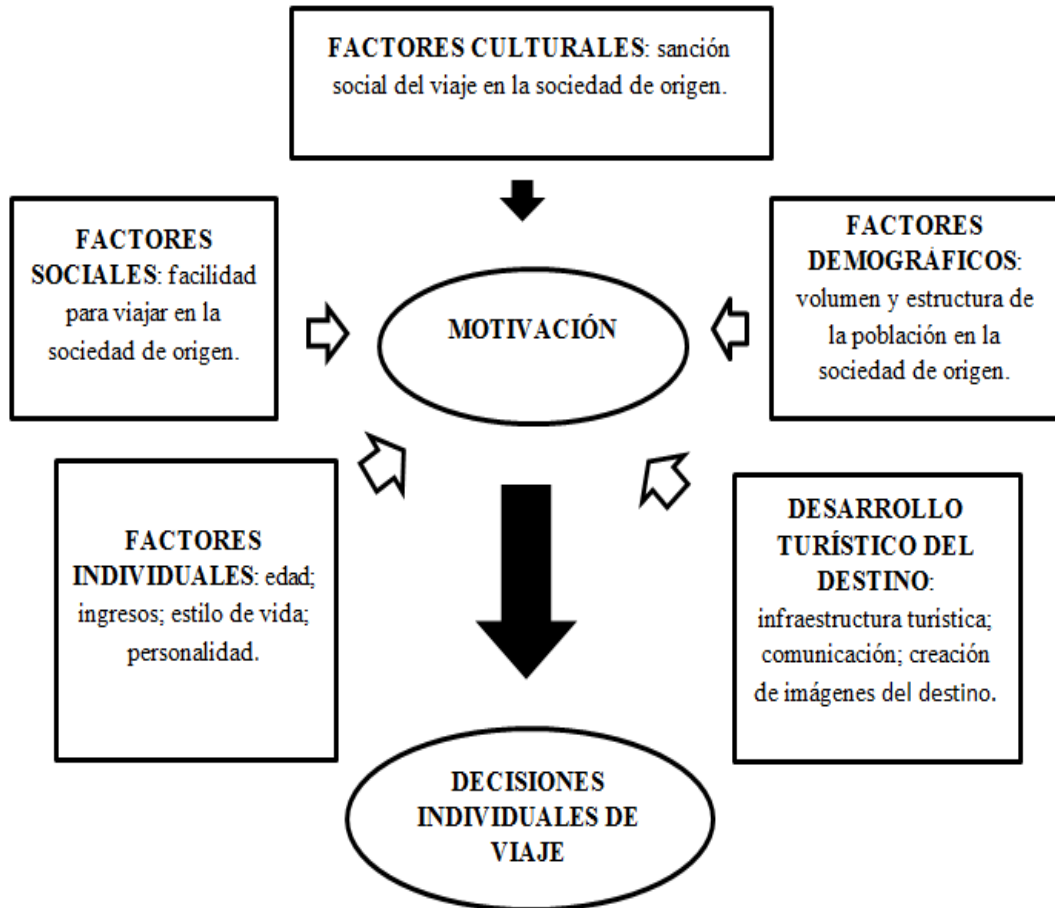 FACTORES CULTURALES: sanción
social del viaje en la sociedad de origen.
FACTORES
SOCIALES: facilidad
para viajar en la
sociedad de origen.
MOTIVACIÓN
FACTORES
DEMOGRÁFICOS:
volumen y estructura de
la población en la
sociedad de origen.
FACTORES
INDIVIDUALES: edad;
ingresos; estilo de vida;
personalidad.
DESARROLLO
TURÍSTICO DEL
DESTINO:
infraestructura turística;
comunicación; creación
de imágenes del destino.
DECISIONES
INDIVIDUALES DE
VIAJE